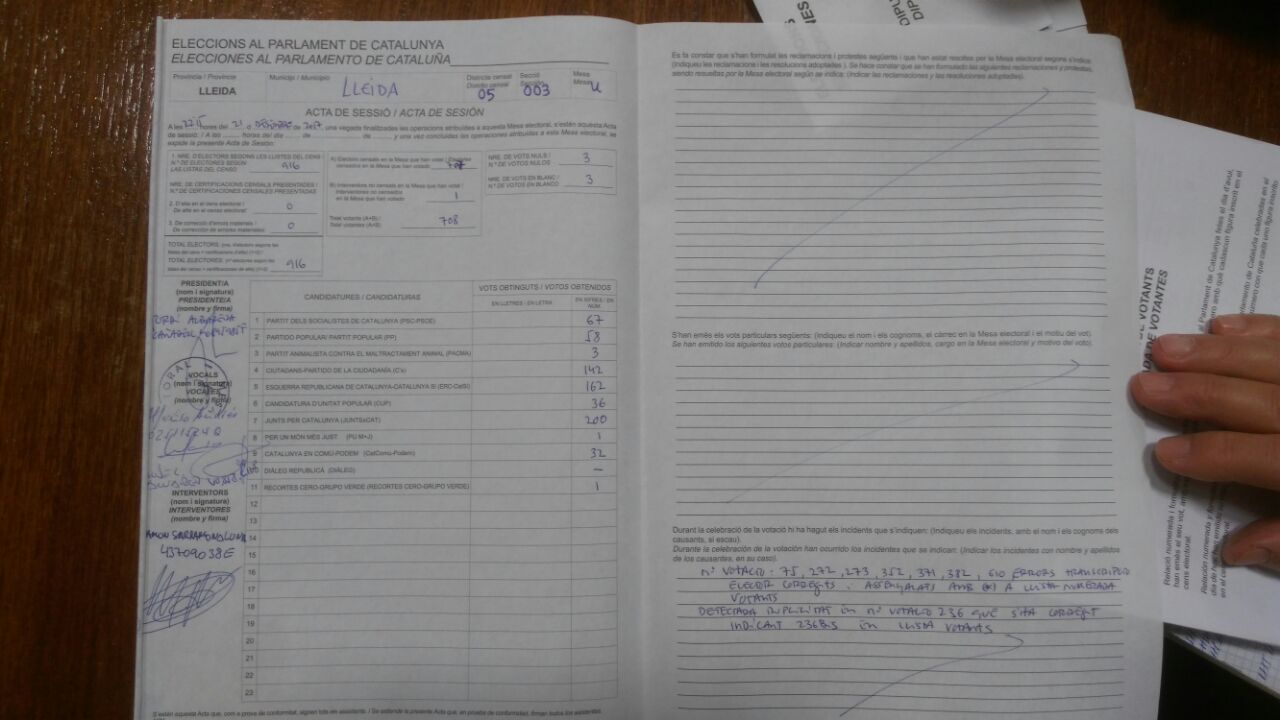 ELECCIONS AL PARLAMENT DE CATALUNYA
ELECCIONES AL PARLAMENTO DE CATALUÑA
Província / Provincia
LLEIDA
Municipi / Municipio
LLEIDA
Districte censal
Distrito censal
05
Secció
Sección
003
Mesa
Mesa
U
ACTA DE SESSIÓ / ACTA DE SESIÓN
A les hores del 21 d de 2017, una vegada finalitzades les operacions atribuïdes a aquesta Mesa electoral, s'estén aquesta Acta
de sessió: / A las ........ horas del día ........ de ........ de ........ y una vez concluidas las operaciones atribuidas a esta Mesa electoral, se
expide la presente Acta de Sesión:
1. NRE. D'ELECTORS SEGONS LES LLISTES DEL CENS
N.º DE ELECTORES SEGÚN
LAS LISTAS DEL CENSO
916
NRE. DE CERTIFICACIONS CENSALS PRESENTADES /
N.º DE CERTIFICACIONES CENSALES PRESENTADAS
2. D'alta en el cens electoral /
De alta en el censo electoral
0
3. De correcció d'errors materials /
De corrección de errores materiales
0
TOTAL ELECTORS
TOTAL ELECTORES
916
A) Electors censats en la Mesa que han votat / Electores
censados en la Mesa que han votado
707
B) Interventors no censats en la Mesa que han votat /
Interventores no censados
en la Mesa que han votado
1
Total votants (A+B) /
Total votantes (A+B)
708
NRE. DE VOTS NULS /
N.º DE VOTOS NULOS
3
NRE. DE VOTS EN BLANC /
N.º DE VOTOS EN BLANCO
3
PRESIDENT/A
(nom i signatura)
PRESIDENTE/A
(nombre y firma)
VOCALS
(nom i signatura)
VOCALES
(nombre y firma)
INTERVENTORS
(nom i signatura)
INTERVENTORES
(nombre y firma)
43709038E
CANDIDATURES / CANDIDATURAS
VOTS OBTINGUTS / VOTOS OBTENIDOS
EN LLETRES / EN LETRA
EN XIFRES / EN NÚM.
1 PARTIT DELS SOCIALISTES DE CATALUNYA (PSC-PSOE) 67
2 PARTIDO POPULAR/ PARTIT POPULAR (PP) 58
3 PARTIT ANIMALISTA CONTRA EL MALTRACTAMENT ANIMAL (PACMA) 3
4 CIUTADANS-PARTIDO DE LA CIUDADANÍA (C's) 142
5 ESQUERRA REPUBLICANA DE CATALUNYA-CATALUNYA SÍ (ERC-CatSí) 162
6 CANDIDATURA D'UNITAT POPULAR (CUP) 36
7 JUNTS PER CATALUNYA (JUNTSxCAT) 200
8 PER UN MÓN MÉS JUST (PU M+J) 1
9 CATALUNYA EN COMÚ-PODEM (CatComú-Podem) 32
10 DIÁLEG REPUBLICÀ (DIÀLEG) —
11 RECORTES CERO-GRUPO VERDE (RECORTES CERO-GRUPO VERDE) 1
12
13
14
15
16
17
18
19
20
21
22
23
S'estén aquesta Acta que, com a prova de conformitat, signen tots els assistents. / Se extiende la presente Acta que, en prueba de conformidad, firman todos los asistentes.
Es fa constar que s'han formulat les reclamacions i protestes següents i que han estat resoltes per la Mesa electoral segons s'indica:
(Indiqueu les reclamacions i les resolucions adoptades). Se hace constar que se han formulado las siguientes reclamaciones y protestas,
siendo resueltas por la Mesa electoral según se indica: (Indicar las reclamaciones y las resoluciones adoptadas).
S'han emès els vots particulars següents: (Indiqueu el nom i els cognoms, el càrrec en la Mesa electoral i el motiu del vot).
Se han emitido los siguientes votos particulares: (Indicar nombre y apellidos, cargo en la Mesa electoral y motivo del voto).
Durant la celebració de la votació hi ha hagut els incidents que s'indiquen: (Indiqueu els incidents, amb el nom i els cognoms dels
causants, si escau).
Durante la celebración de la votación han ocurrido los incidentes que se indican: (Indicar los incidentes con nombre y apellidos
de los causantes, en su caso).
Nº VOTACIÓ: 75, 272, 273, 352, 371, 382, 610 ERRORS TRANSCRIPCIÓ
ELECTOR CORREGITS, ASSENYALATS AMB A LLISTA NUMERADA
VOTANTS
DETECTADA DUPLICITAT EN Nº VOTACIÓ 236 QUE S'HA CORREGIT
INDICANT 236BIS EN LLISTA VOTANTS
DE VOTANTS
DE VOTANTES